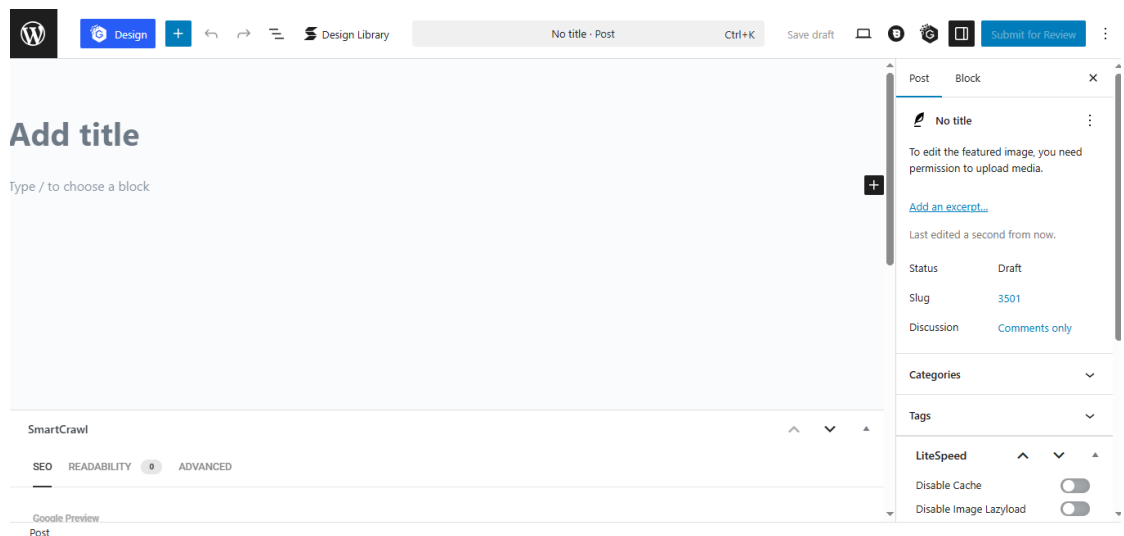 Design
Design Library
No title · Post
Ctrl+K
Save draft
Submit for Review
Add title
Type / to choose a block
Post
Block
No title
To edit the featured image, you need
permission to upload media.
Add an excerpt...
Last edited a second from now.
Status Draft
Slug 3501
Discussion Comments only
Categories
Tags
LiteSpeed
Disable Cache
Disable Image Lazyload
SmartCrawl
SEO READABILITY 0 ADVANCED
Google Preview
Post